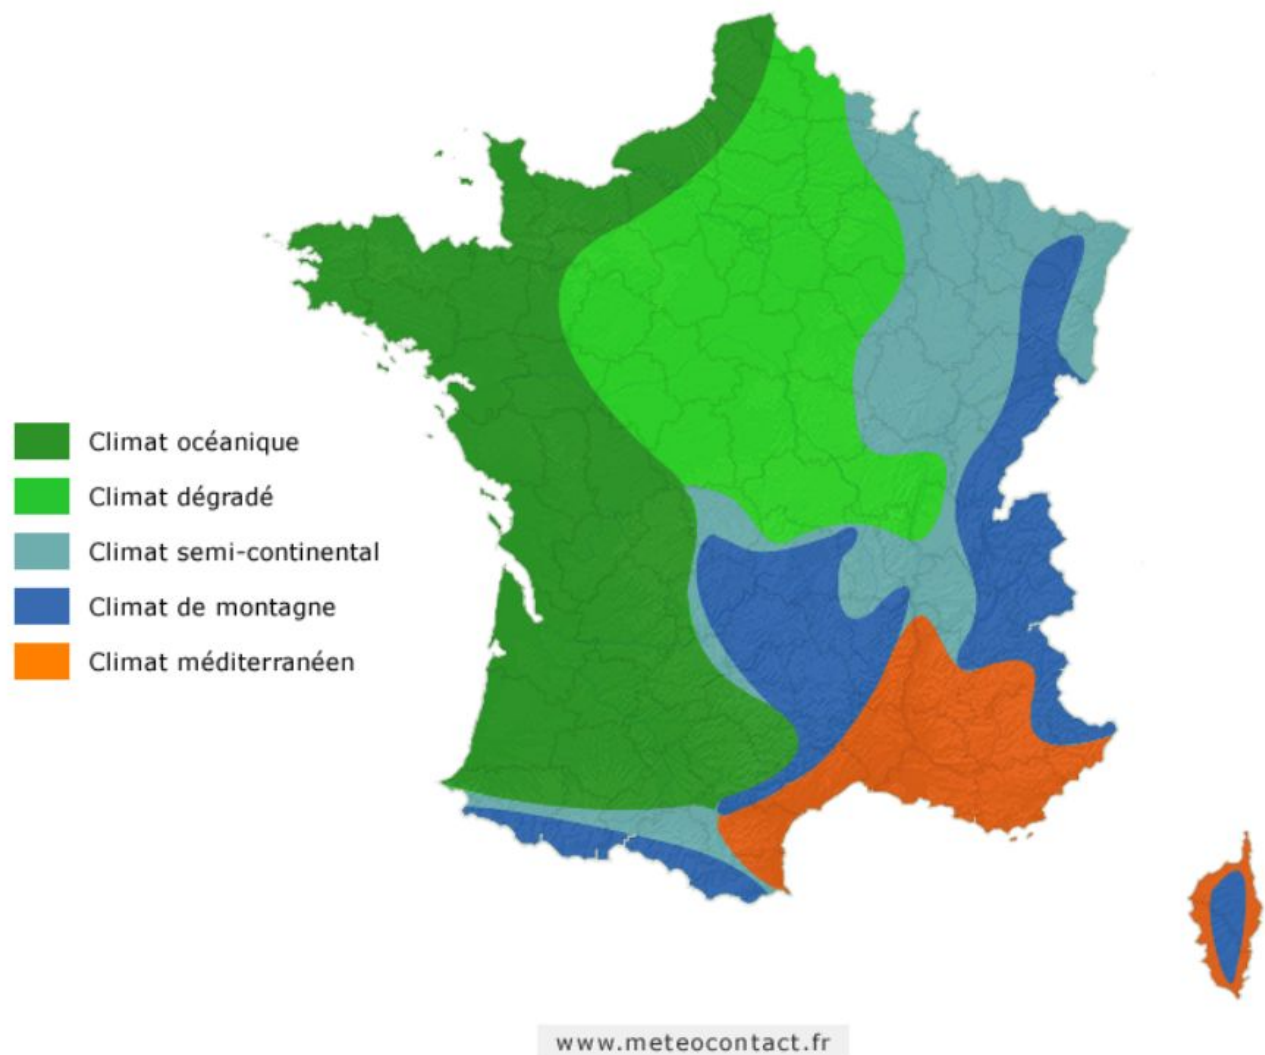 Climat océanique
Climat dégradé
Climat semi-continental
Climat de montagne
Climat méditerranéen
www.meteocontact.fr